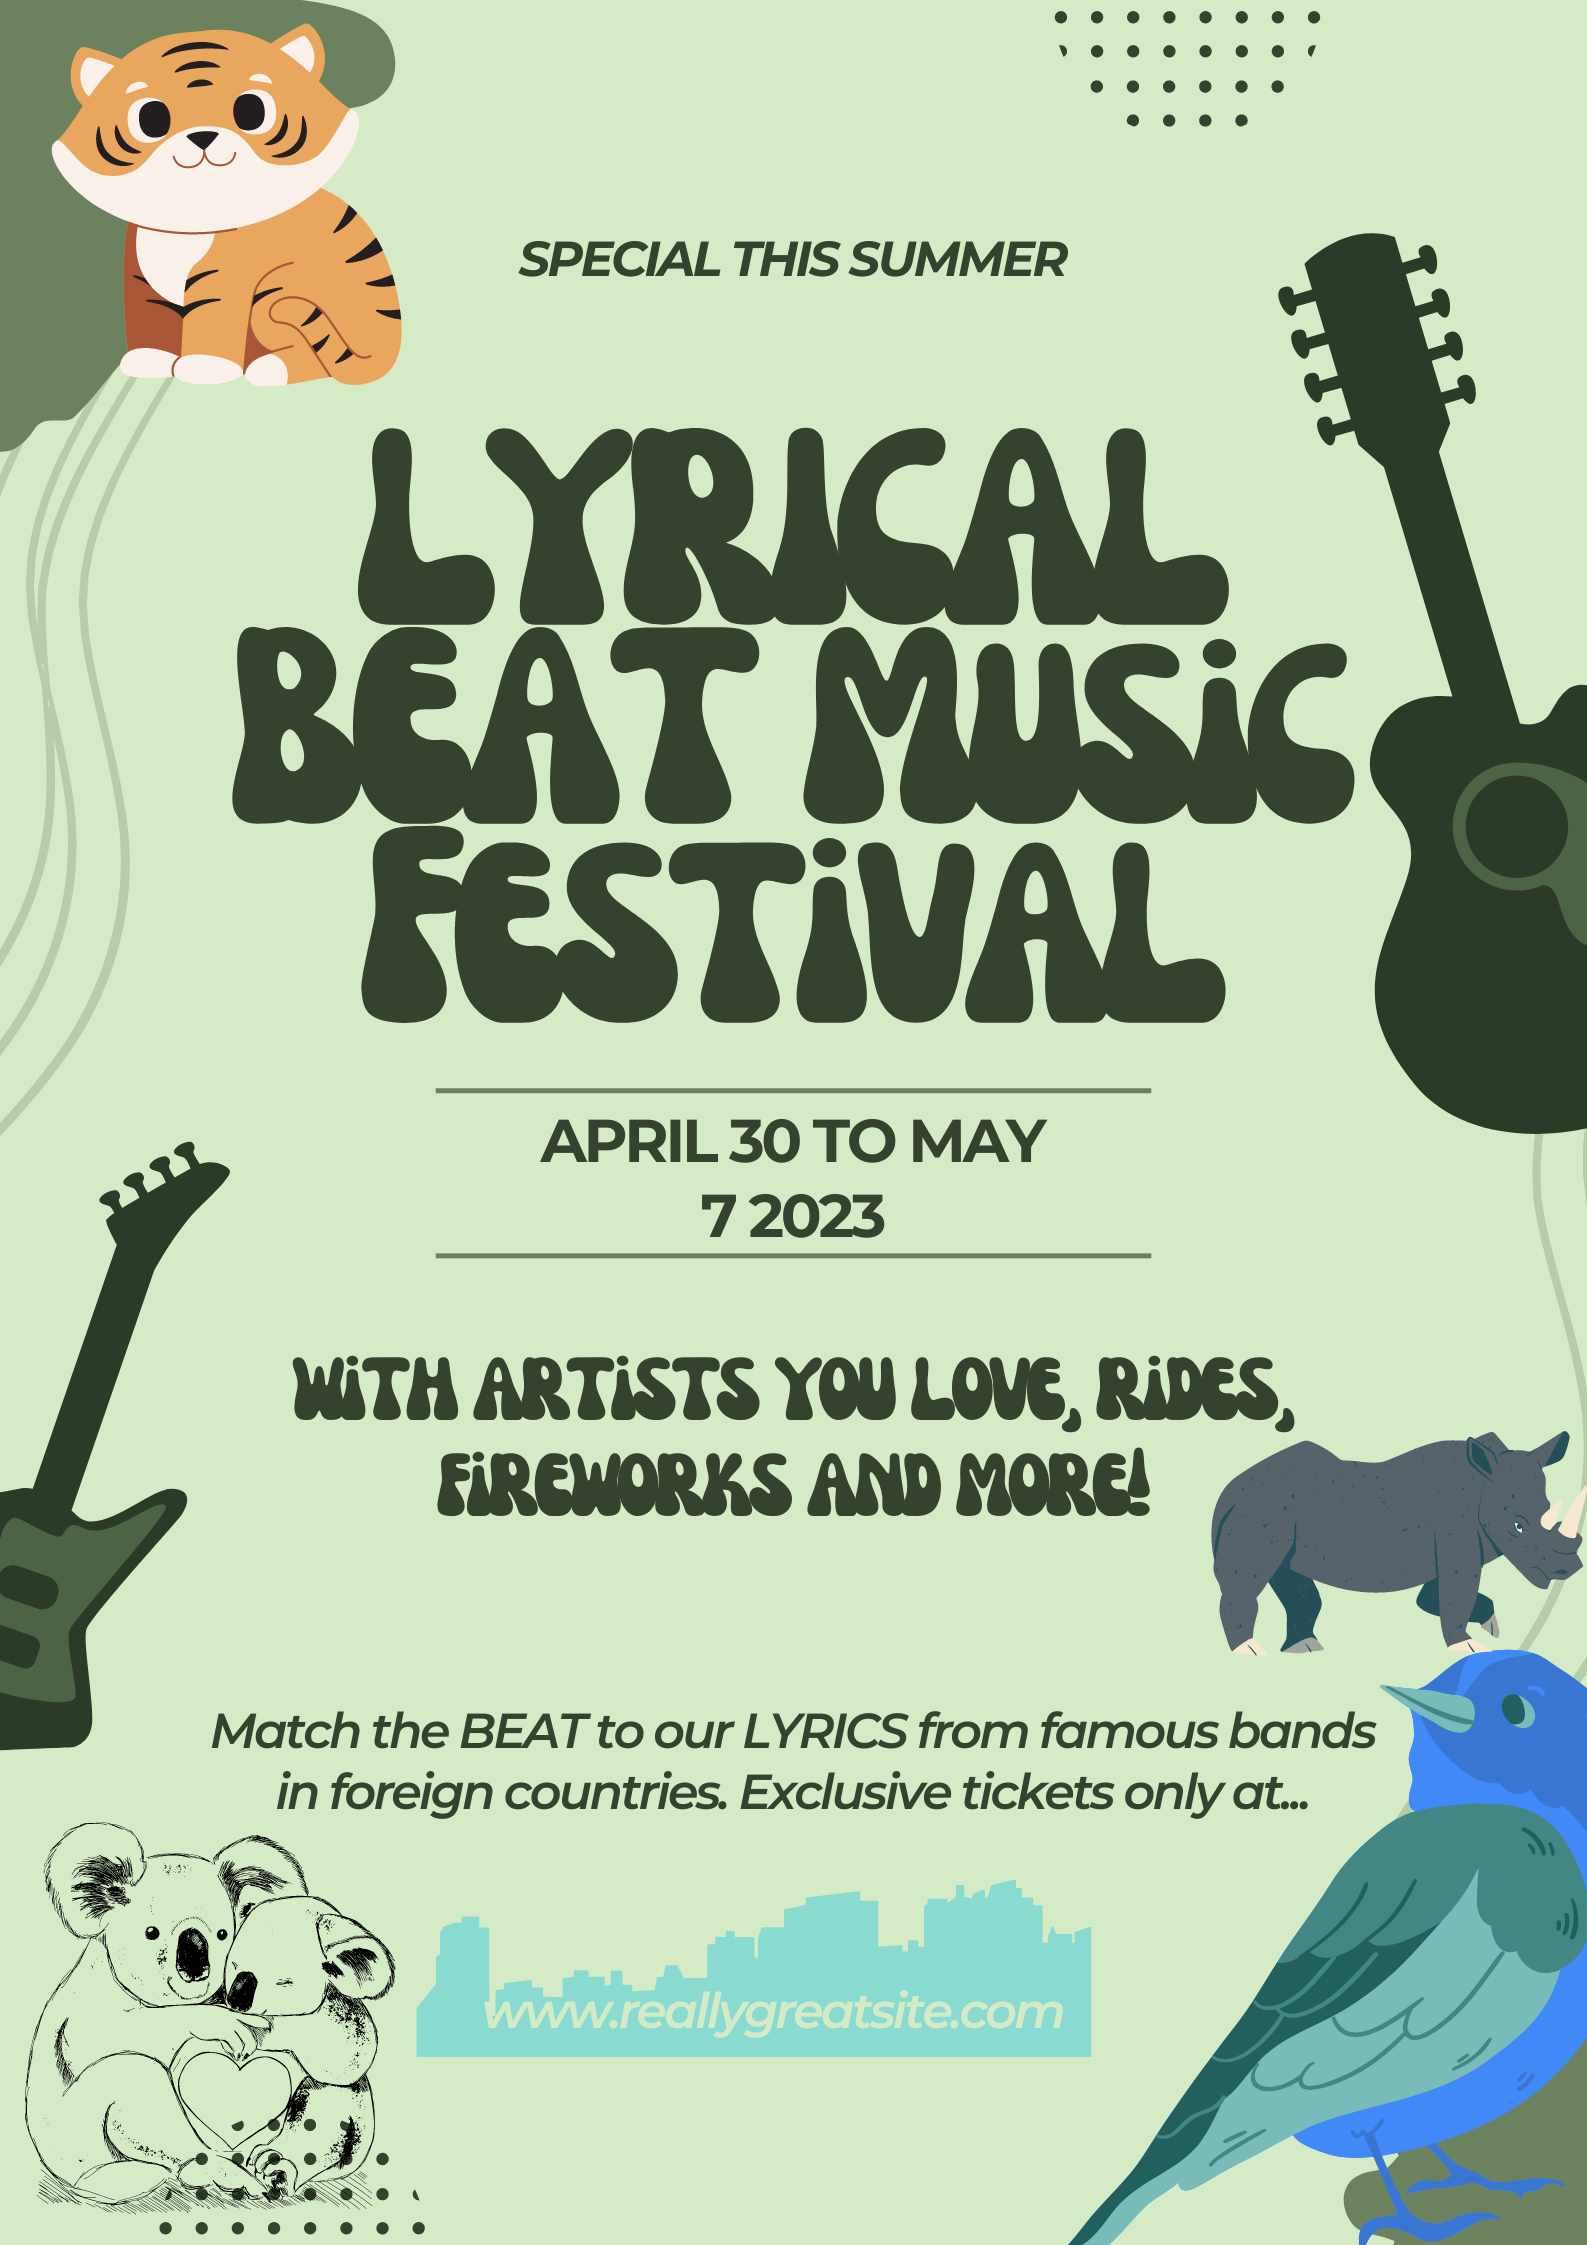 SPECIAL THIS SUMMER
LYRICAL
BEAT MUSiC
FESTiVAL
APRIL 30 TO MAY
7 2023
WiTH ARTiSTS YOU LOVE, RiDES,
FiREWORKS AND MORE!
Match the BEAT to our LYRICS from famous bands
in foreign countries. Exclusive tickets only at...
www.reallygreatsite.com